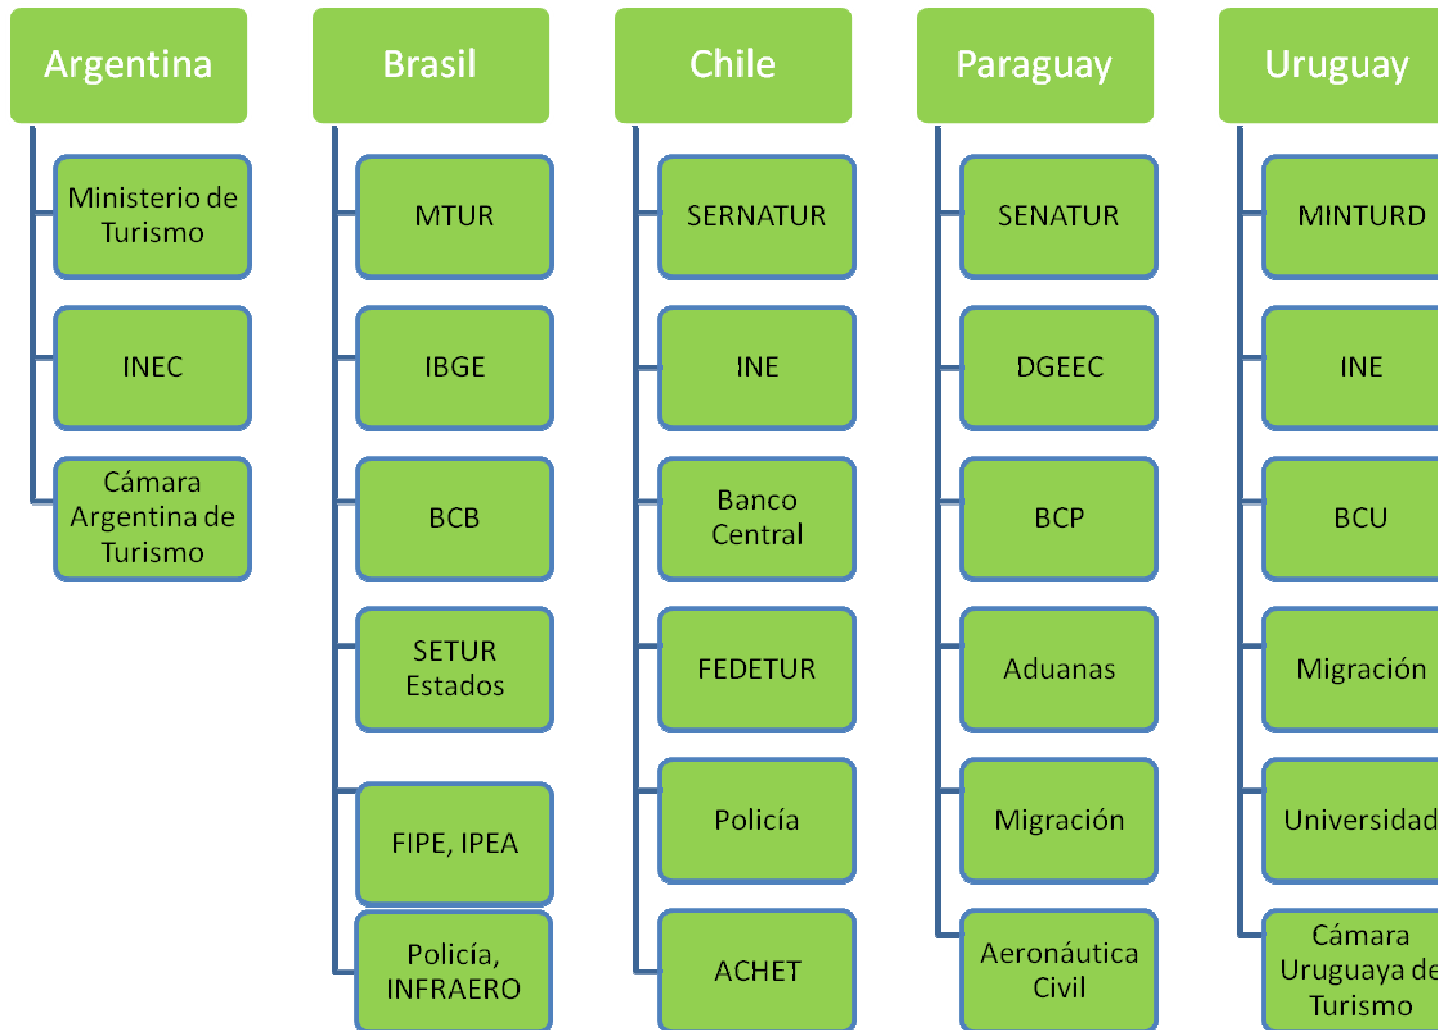 Argentina
Ministerio de
Turismo
INEC
Cámara
Argentina de
Turismo
Brasil
MTUR
IBGE
BCB
SETUR
Estados
FIPE, IPEA
Policía,
INFRAERO
Chile
SERNATUR
INE
Banco
Central
FEDETUR
Policía
ACHET
Paraguay
SENATUR
DGEEC
BCP
Aduanas
Migración
Aeronáutica
Civil
Uruguay
MINTURD
INE
BCU
Migración
Universidad
Cámara
Uruguaya de
Turismo